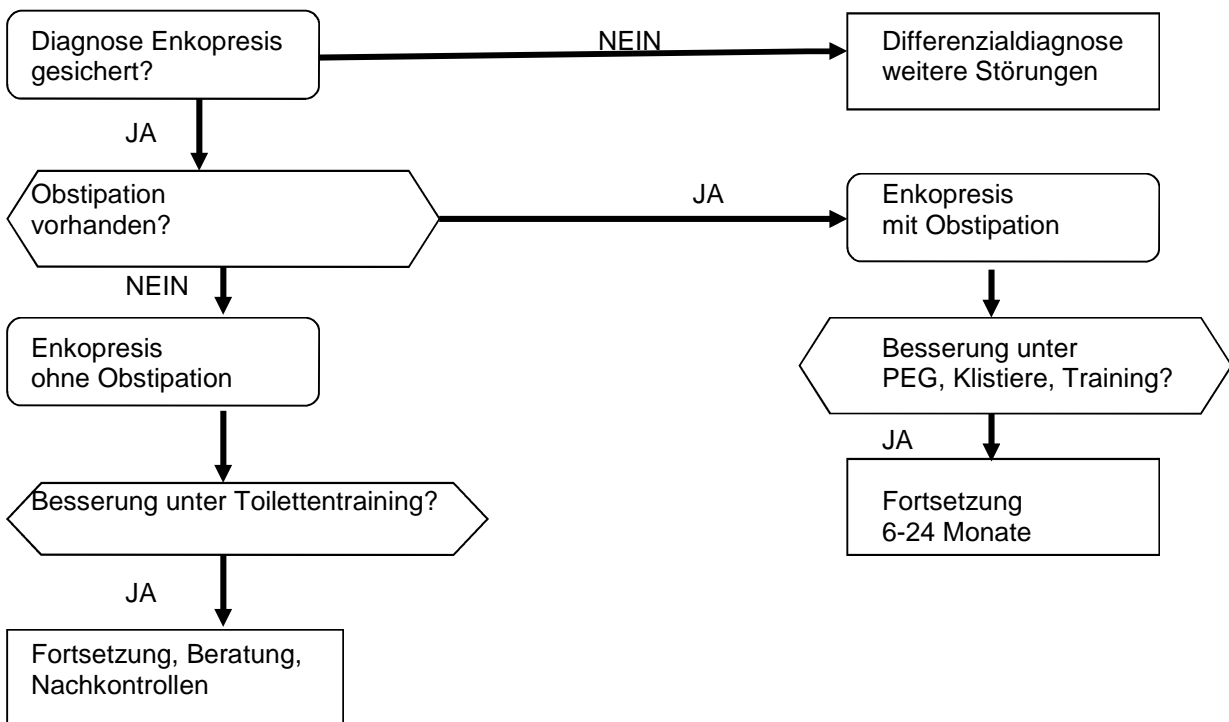 Diagnose Enkopresis
gesichert?
NEIN
Differenzialdiagnose
weitere Störungen
JA
Obstipation
vorhanden?
JA
Enkopresis
mit Obstipation
NEIN
Enkopresis
ohne Obstipation
Besserung unter
PEG, Klistiere, Training?
JA
Fortsetzung
6-24 Monate
Besserung unter Toilettentraining?
JA
Fortsetzung, Beratung,
Nachkontrollen